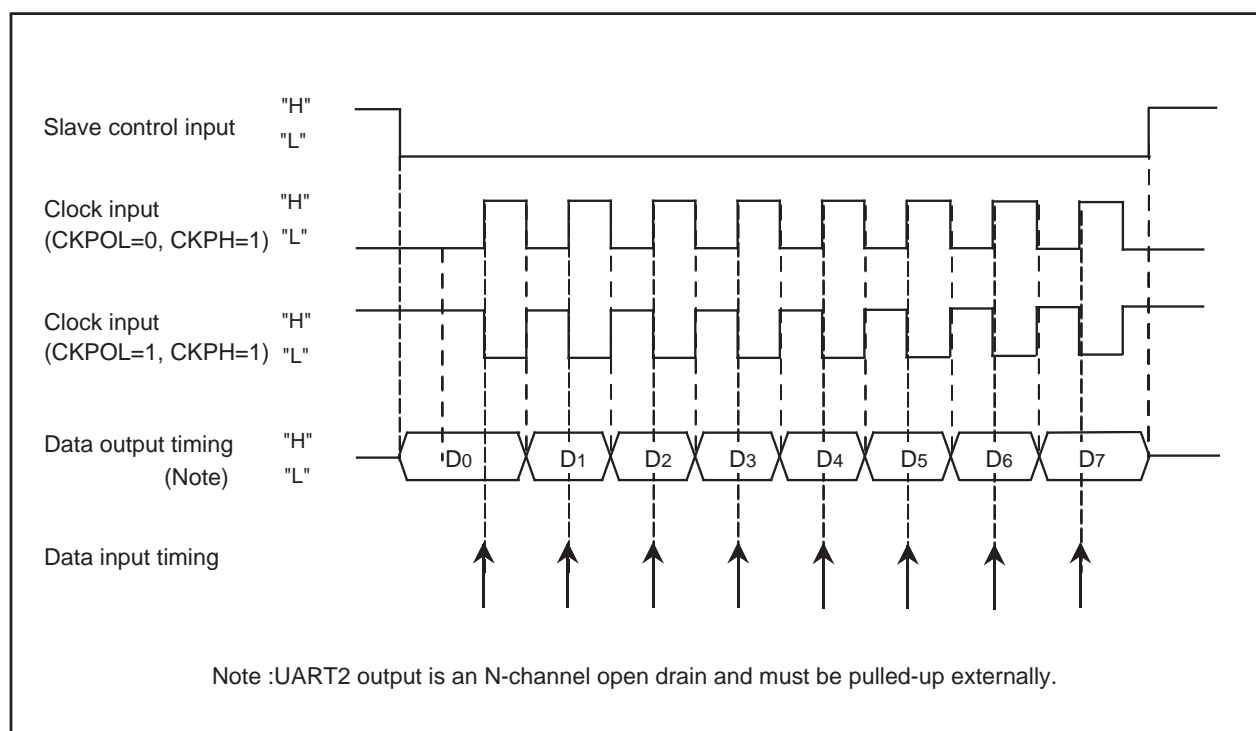 "H"
Slave control input
"L"
Clock input "H"
(CKPOL=0, CKPH=1) "L"
Clock input "H"
(CKPOL=1, CKPH=1) "L"
Data output timing "H"
(Note) "L"
D0 D1 D2 D3 D4 D5 D6 D7
Data input timing
Note :UART2 output is an N-channel open drain and must be pulled-up externally.